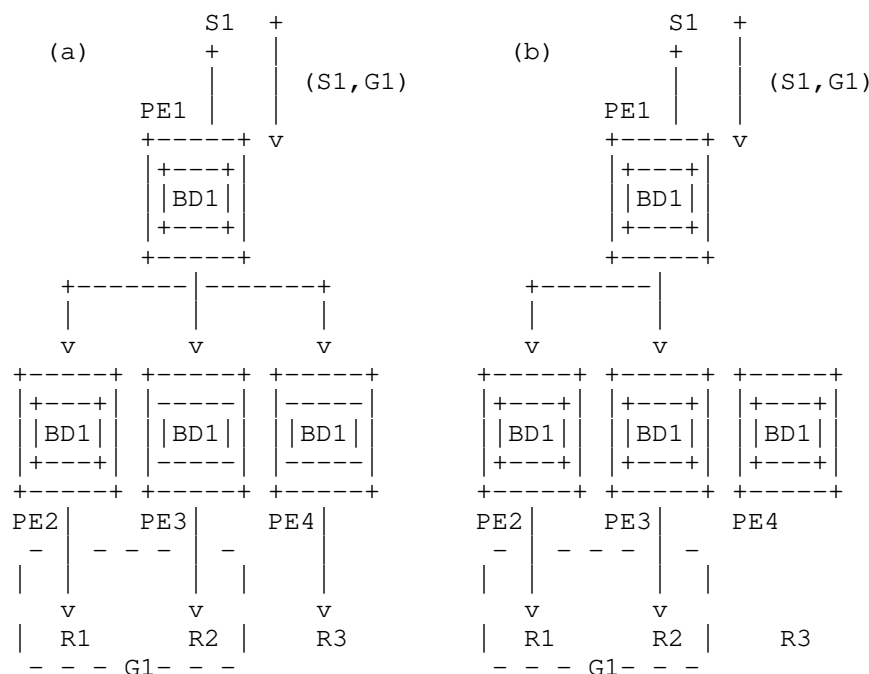 S1 + S1 +
(a) + | (b) + |
| | (S1,G1) | | (S1,G1)
PE1 | | PE1 | |
+-----+ v +-----+ v
|+---+| |+---+|
||BD1|| ||BD1||
|+---+| |+---+|
+-----+ +-----+
+-------|-------+ +-------|
| | | | |
v v v v v
+-----+ +-----+ +-----+ +-----+ +-----+ +-----+
|+---+| |-----| |-----| |+---+| |+---+| |+---+|
||BD1|| ||BD1|| ||BD1|| ||BD1|| ||BD1|| ||BD1||
|+---+| |-----| |-----| |+---+| |+---+| |+---+|
+-----+ +-----+ +-----+ +-----+ +-----+ +-----+
PE2| PE3| PE4| PE2| PE3| PE4
- | - - - | - | - | - - - | -
| | | | | | | | |
v v v v v
| R1 R2 | R3 | R1 R2 | R3
- - - G1- - - - - - G1- - -